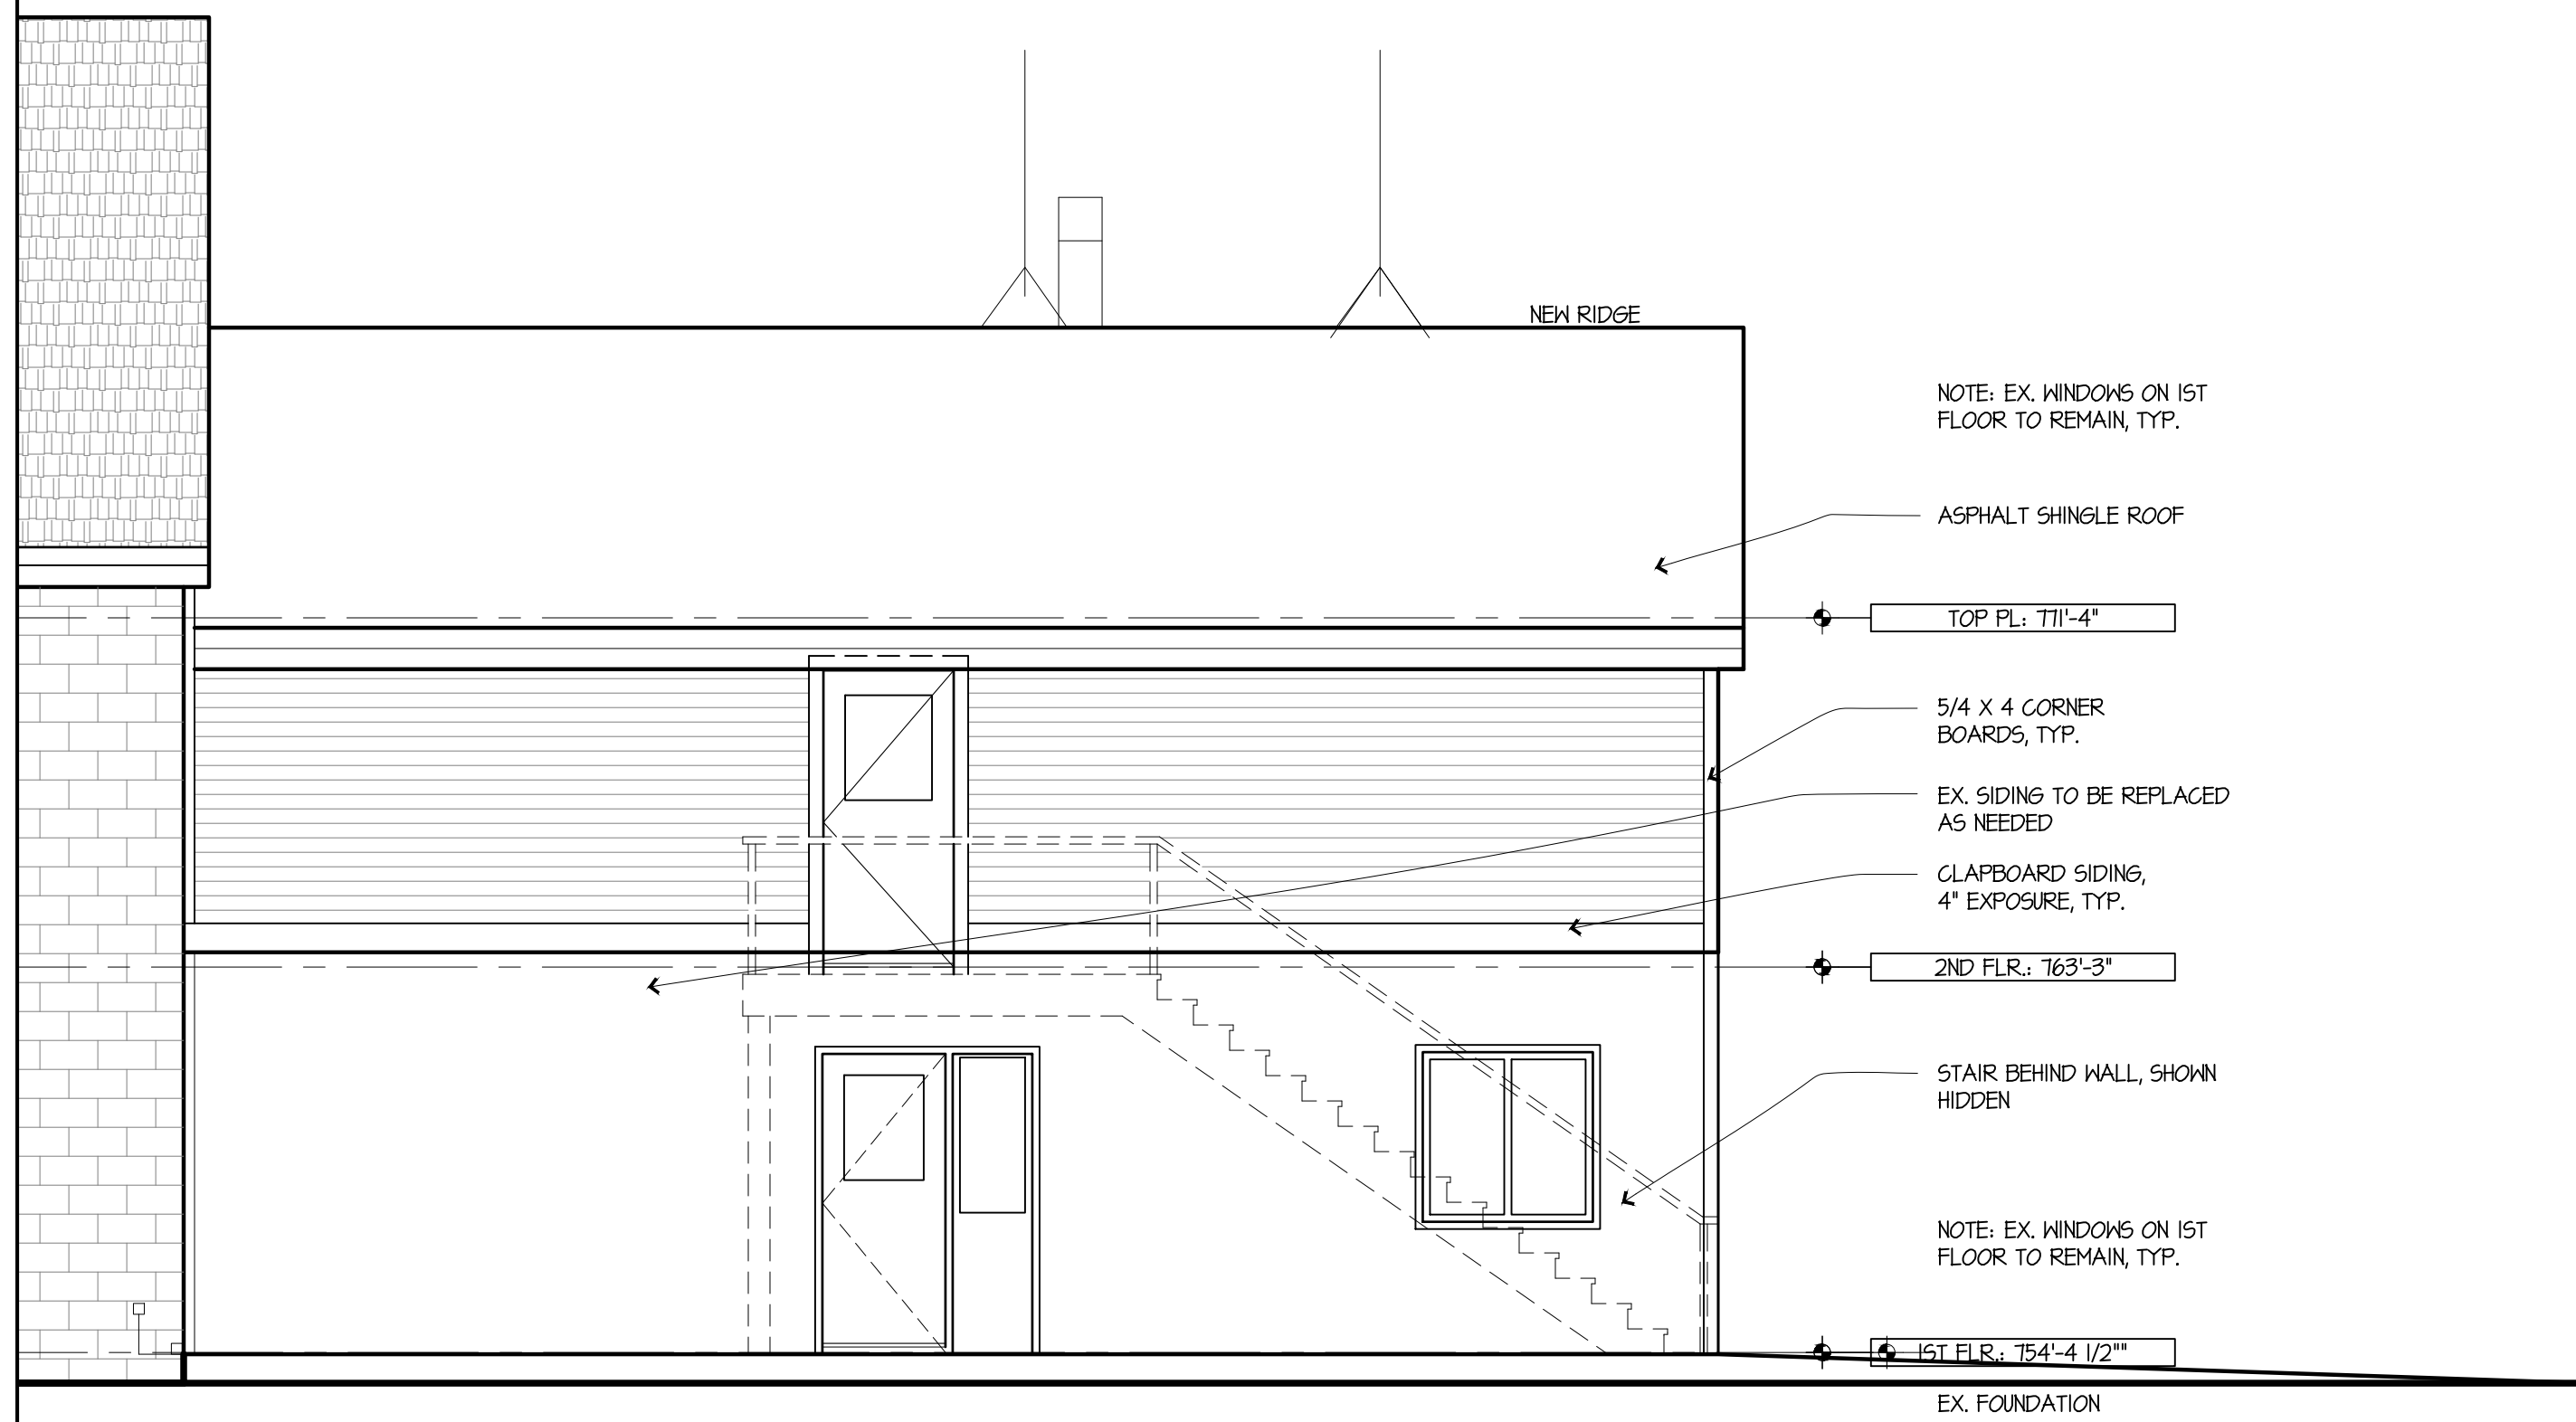 NEW RIDGE
NOTE: EX. WINDOWS ON 1ST
FLOOR TO REMAIN, TYP.
ASPHALT SHINGLE ROOF
TOP PL: 771'-4"
5/4 X 4 CORNER
BOARDS, TYP.
EX. SIDING TO BE REPLACED
AS NEEDED
CLAPBOARD SIDING,
4" EXPOSURE, TYP.
2ND FLR.: 763'-3"
STAIR BEHIND WALL, SHOWN
HIDDEN
NOTE: EX. WINDOWS ON 1ST
FLOOR TO REMAIN, TYP.
1ST FLR.: 754'-4 1/2""
EX. FOUNDATION